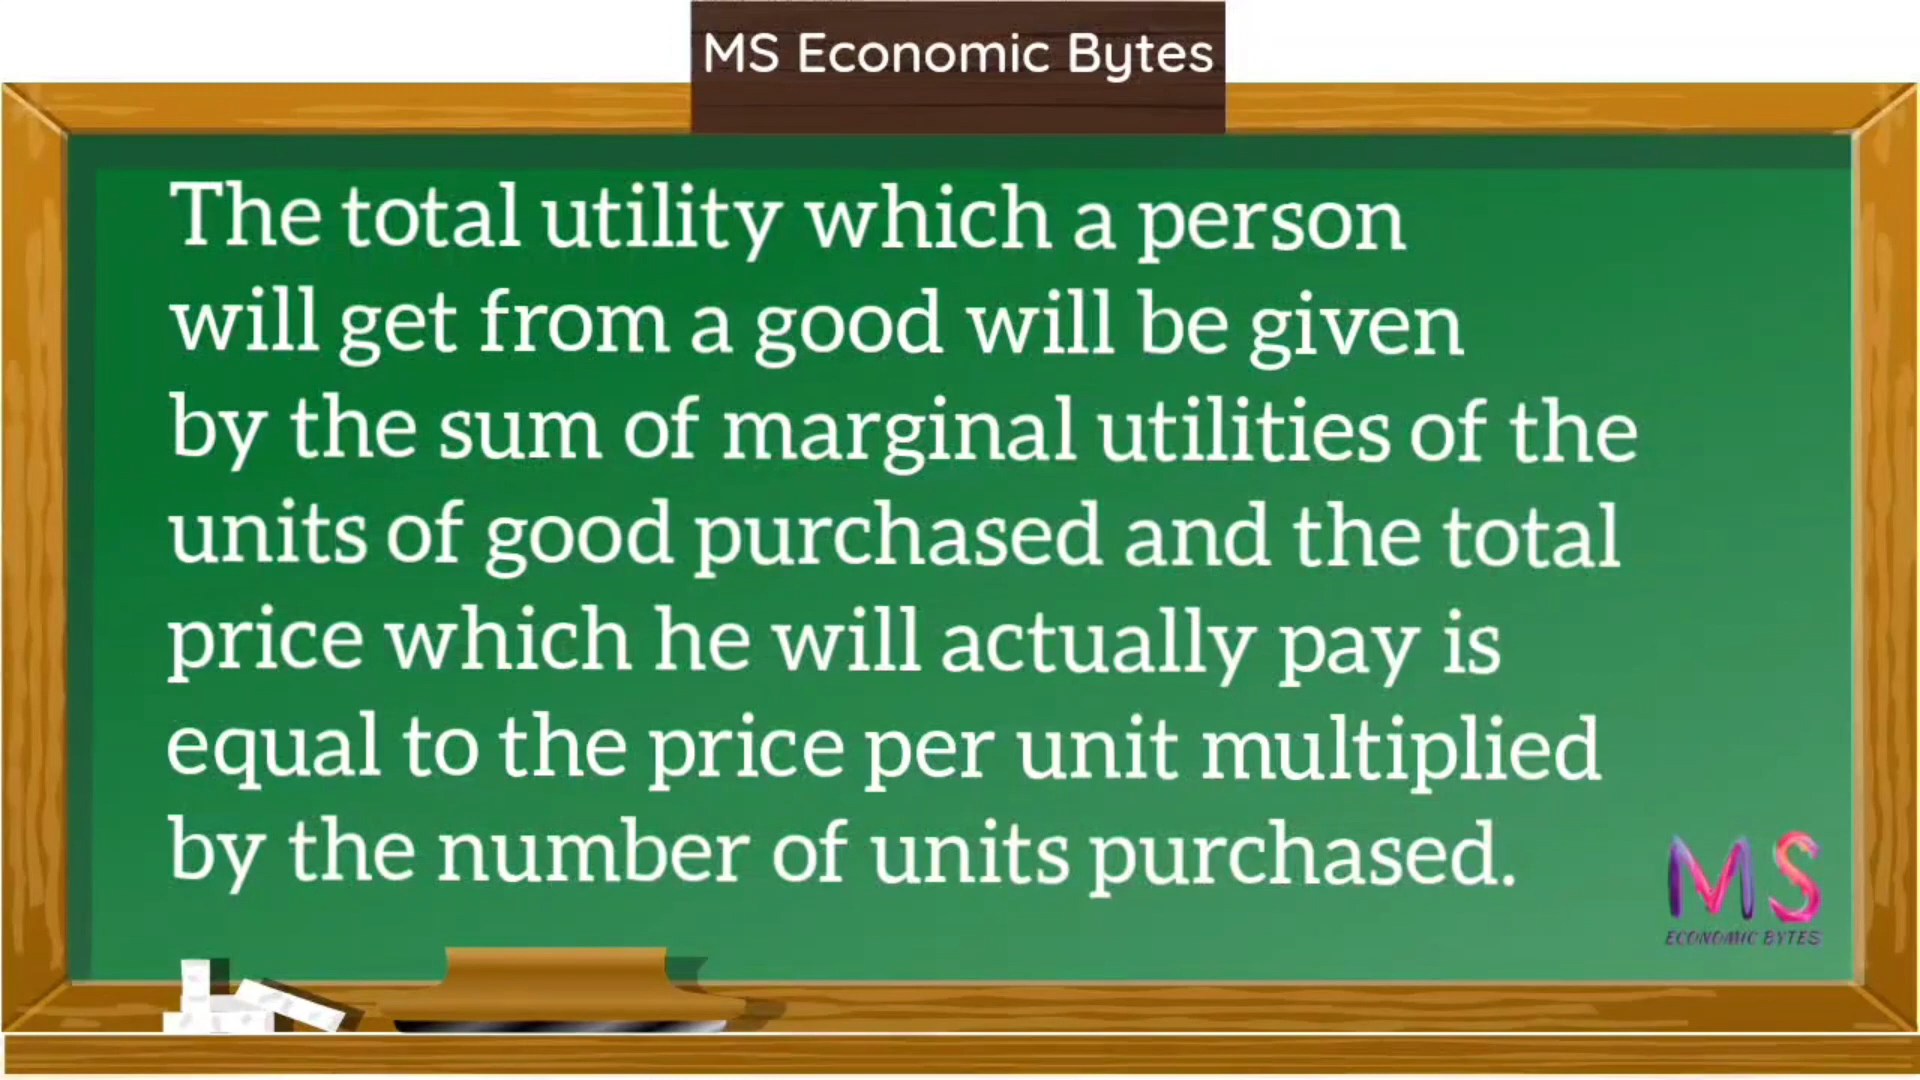 MS Economic Bytes
The total utility which a person
will get from a good will be given
by the sum of marginal utilities of the
units of good purchased and the total
price which he will actually pay is
equal to the price per unit multiplied
by the number of units purchased.
MS
ECONOMIC BYTES